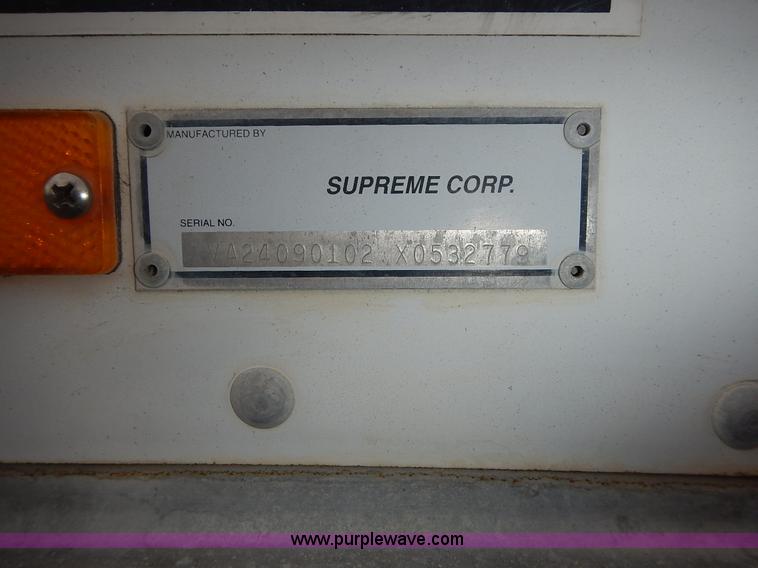 MANUFACTURED BY
SUPREME CORP.
SERIAL NO.
VA24090102 X0532779
www.purplewave.com